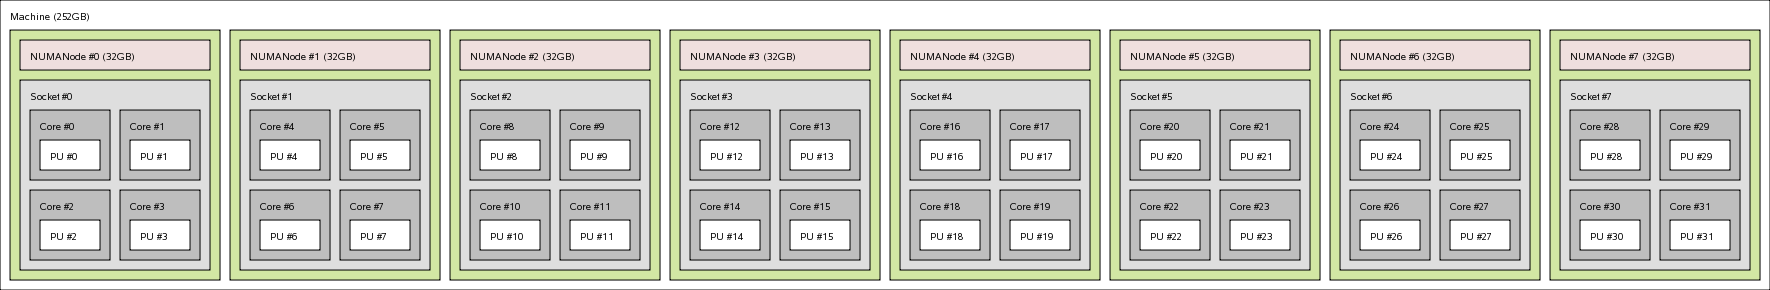 Machine (252GB)
NUMANode #0 (32GB)
Socket #0
Core #0
PU #0
Core #1
PU #1
Core #2
PU #2
Core #3
PU #3
NUMANode #1 (32GB)
Socket #1
Core #4
PU #4
Core #5
PU #5
Core #6
PU #6
Core #7
PU #7
NUMANode #2 (32GB)
Socket #2
Core #8
PU #8
Core #9
PU #9
Core #10
PU #10
Core #11
PU #11
NUMANode #3 (32GB)
Socket #3
Core #12
PU #12
Core #13
PU #13
Core #14
PU #14
Core #15
PU #15
NUMANode #4 (32GB)
Socket #4
Core #16
PU #16
Core #17
PU #17
Core #18
PU #18
Core #19
PU #19
NUMANode #5 (32GB)
Socket #5
Core #20
PU #20
Core #21
PU #21
Core #22
PU #22
Core #23
PU #23
NUMANode #6 (32GB)
Socket #6
Core #24
PU #24
Core #25
PU #25
Core #26
PU #26
Core #27
PU #27
NUMANode #7 (32GB)
Socket #7
Core #28
PU #28
Core #29
PU #29
Core #30
PU #30
Core #31
PU #31